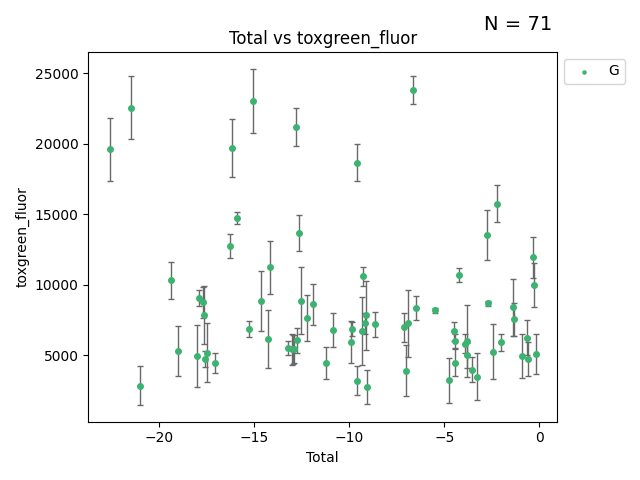 N = 71
Total vs toxgreen_fluor
G
25000
20000
15000
10000
5000
toxgreen_fluor
−20
−15
−10
−5
0
Total